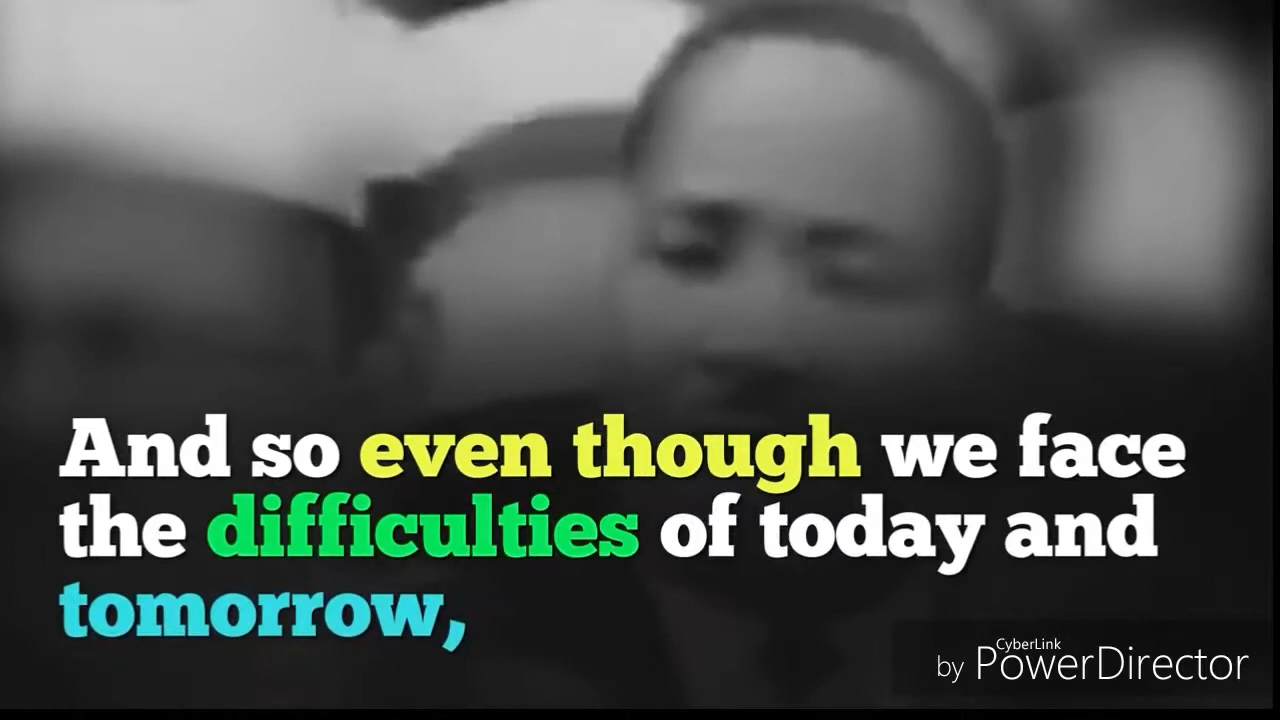 And so even though we face
the difficulties of today and
tomorrow,
CyberLink
by PowerDirector